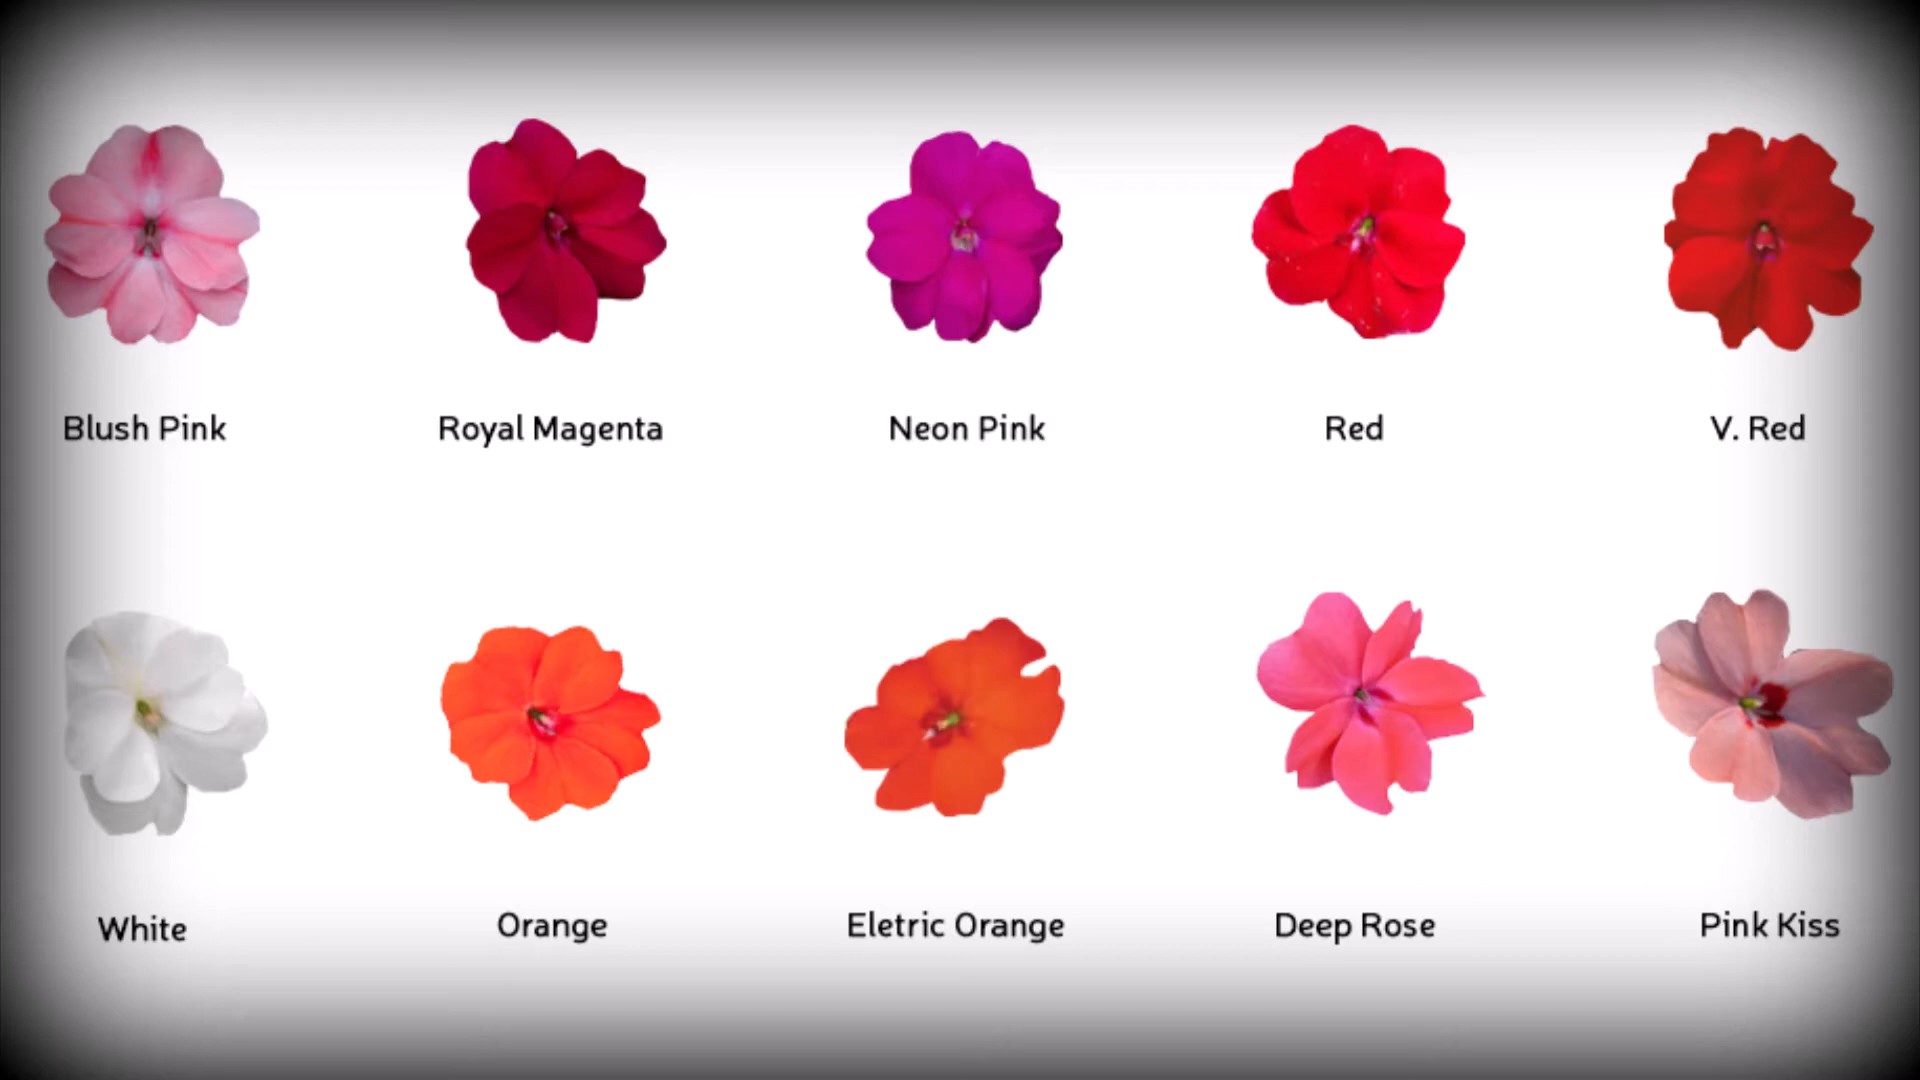 Blush Pink
Royal Magenta
Neon Pink
Red
V. Red
White
Orange
Eletric Orange
Deep Rose
Pink Kiss